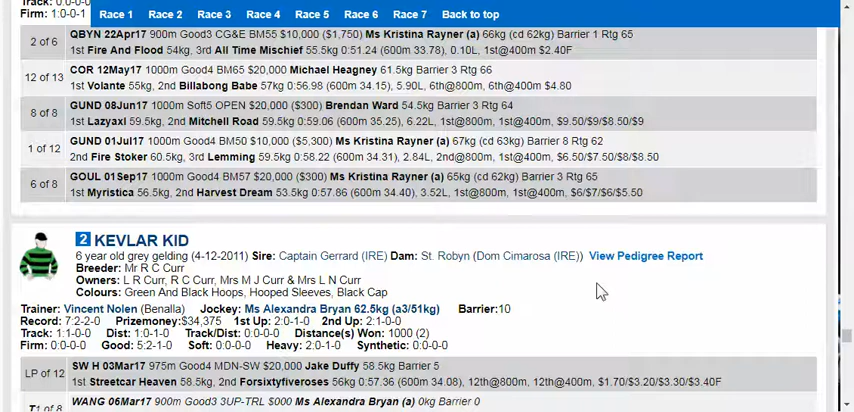 Track: 0:0-0-0
Firm: 1:0-0-1
Race 1 Race 2 Race 3 Race 4 Race 5 Race 6 Race 7 Back to top
2 of 6 QBYN 22Apr17 900m Good3 CG&E BM55 $10,000 ($1,750) Ms Kristina Rayner (a) 66kg (cd 62kg) Barrier 1 Rtg 65
1st Fire And Flood 54kg, 3rd All Time Mischief 55.5kg 0:51.24 (600m 33.78), 0.10L, 1st@400m $2.40F
12 of 13 COR 12May17 1000m Good4 BM65 $20,000 Michael Heagney 61.5kg Barrier 3 Rtg 66
1st Volante 55kg, 2nd Billabong Babe 57kg 0:56.98 (600m 34.15), 5.90L, 6th@800m, 6th@400m $4.80
8 of 8 GUND 08Jun17 1000m Soft5 OPEN $20,000 ($300) Brendan Ward 54.5kg Barrier 3 Rtg 64
1st Lazyaxl 59.5kg, 2nd Mitchell Road 59.5kg 0:59.06 (600m 35.25), 6.22L, 1st@800m, 1st@400m, $9.50/$9/$8.50/$9
1 of 12 GUND 01Jul17 1000m Good4 BM50 $10,000 ($5,300) Ms Kristina Rayner (a) 67kg (cd 63kg) Barrier 8 Rtg 62
2nd Fire Stoker 60.5kg, 3rd Lemming 59.5kg 0:58.22 (600m 34.31), 2.84L, 2nd@800m, 1st@400m, $6.50/$7.50/$8/$8.50
6 of 8 GOUL 01Sep17 1000m Good4 BM57 $20,000 ($300) Ms Kristina Rayner (a) 65kg (cd 61kg) Barrier 3 Rtg 65
1st Myristica 56.5kg, 2nd Harvest Dream 53.5kg 0:57.86 (600m 34.40), 3.52L, 1st@800m, 1st@400m, $6/$7/$6/$5.50
2 KEVLAR KID
6 year old grey gelding (4-12-2011) Sire: Captain Gerrard (IRE) Dam: St. Robyn (Dom Cimarosa (IRE)) View Pedigree Report
Breeder: Mr R C Curr
Owners: L R Curr, R C Curr, Mrs M J Curr & Mrs L N Curr
Colours: Green And Black Hoops, Hooped Sleeves, Black Cap
Trainer: Vincent Nolen (Benalla) Jockey: Ms Alexandra Bryan 62.5kg (a3/51kg) Barrier:10
Record: 7:2-2-0 Prizemoney:$34,375 1st Up: 2:0-1-0 2nd Up: 2:1-0-0
Track: 1:1-0-0 Dist: 1:0-1-0 Track/Dist: 0:0-0-0 Distance(s) Won: 1000 (2)
Firm: 0:0-0-0 Good: 5:2-1-0 Soft: 0:0-0-0 Heavy: 2:0-1-0 Synthetic: 0:0-0-0
LP of 12 SW H 03Mar17 975m Good4 MDN-SW $20,000 Jake Duffy 58.5kg Barrier 5
1st Streetcar Heaven 58.5kg, 2nd Forsixtyfiveroses 56kg 0:57.36 (600m 34.08), 12th@800m, 12th@400m, $1.70/$3.20/$3.30/$3.40F
T1 of 8 WANG 06Mar17 900m Good3 3UP-TRL $000 Ms Alexandra Bryan (a) 0kg Barrier 0